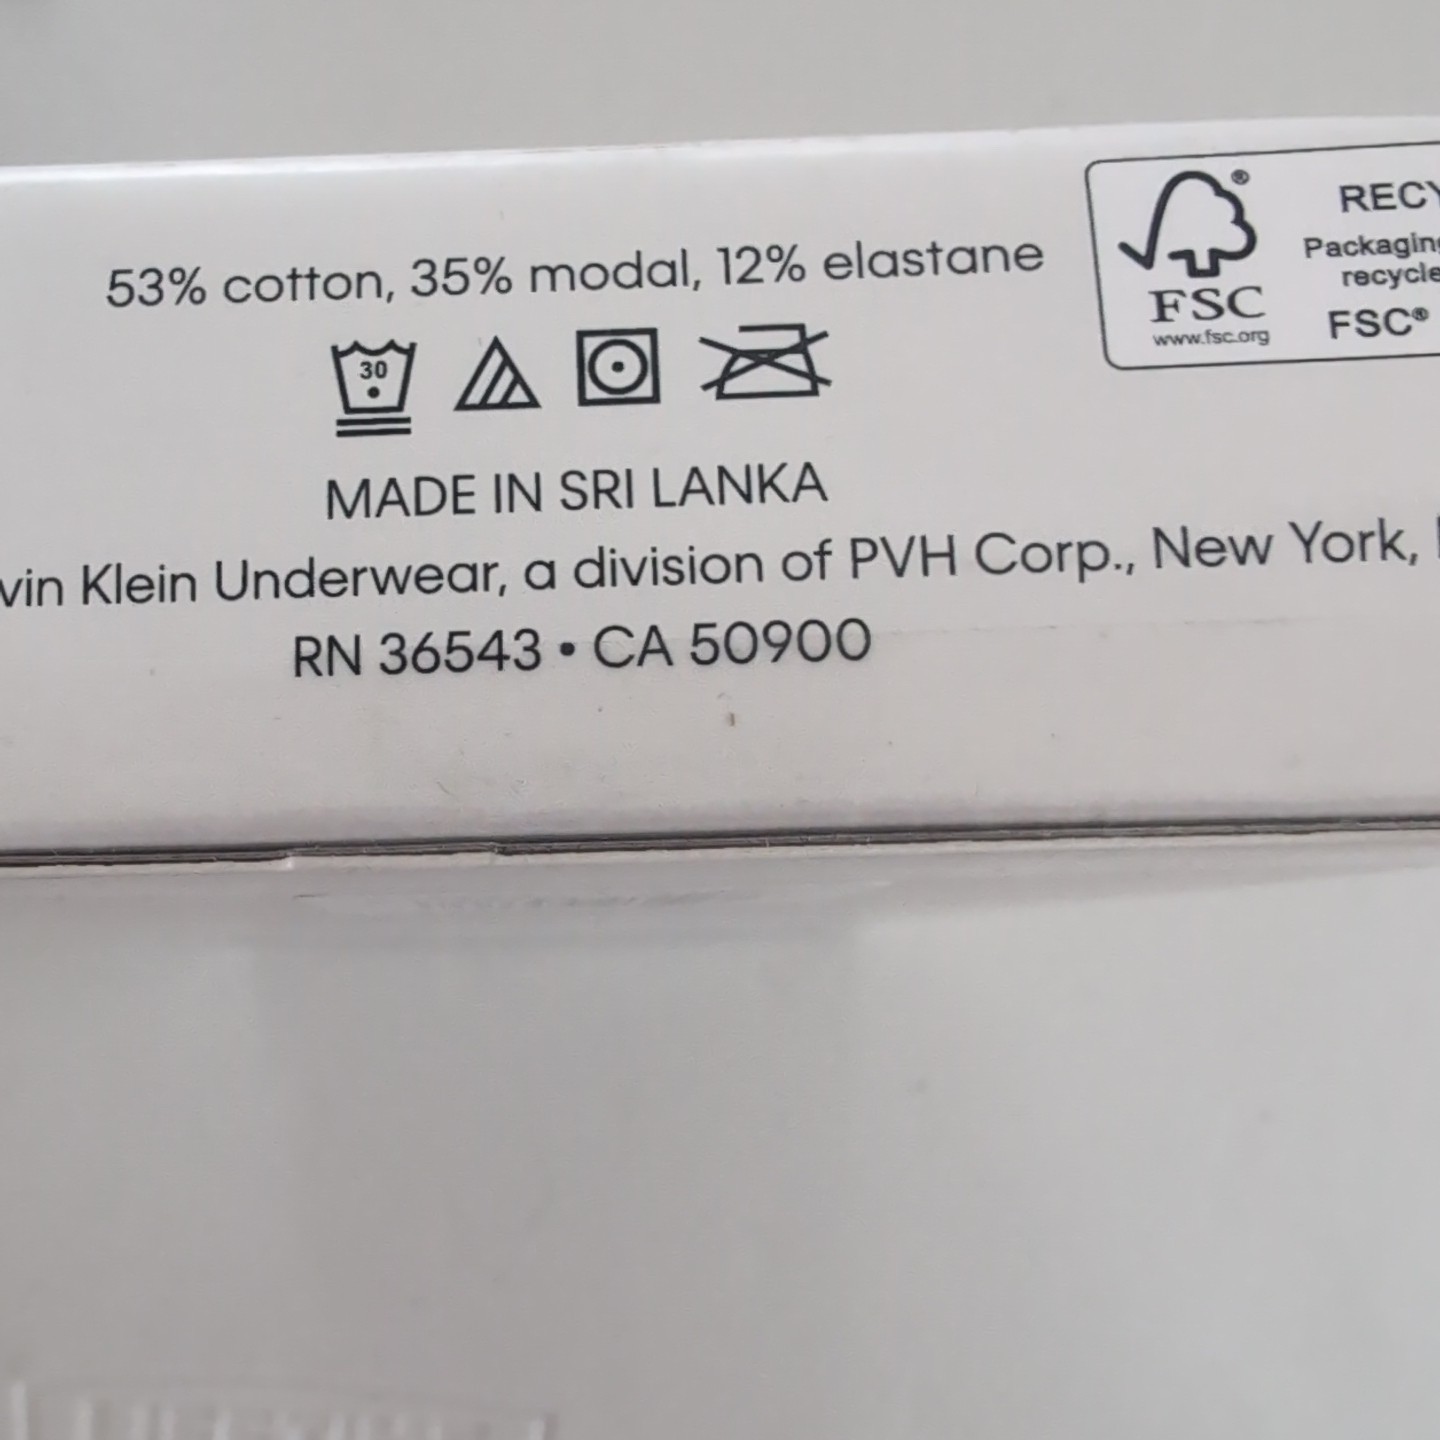 53% cotton, 35% modal, 12% elastane
30
MADE IN SRI LANKA
vin Klein Underwear, a division of PVH Corp., New York,
RN 36543 • CA 50900
®
FSC
www.fsc.org
RECY
Packaging
recycle
FSC®